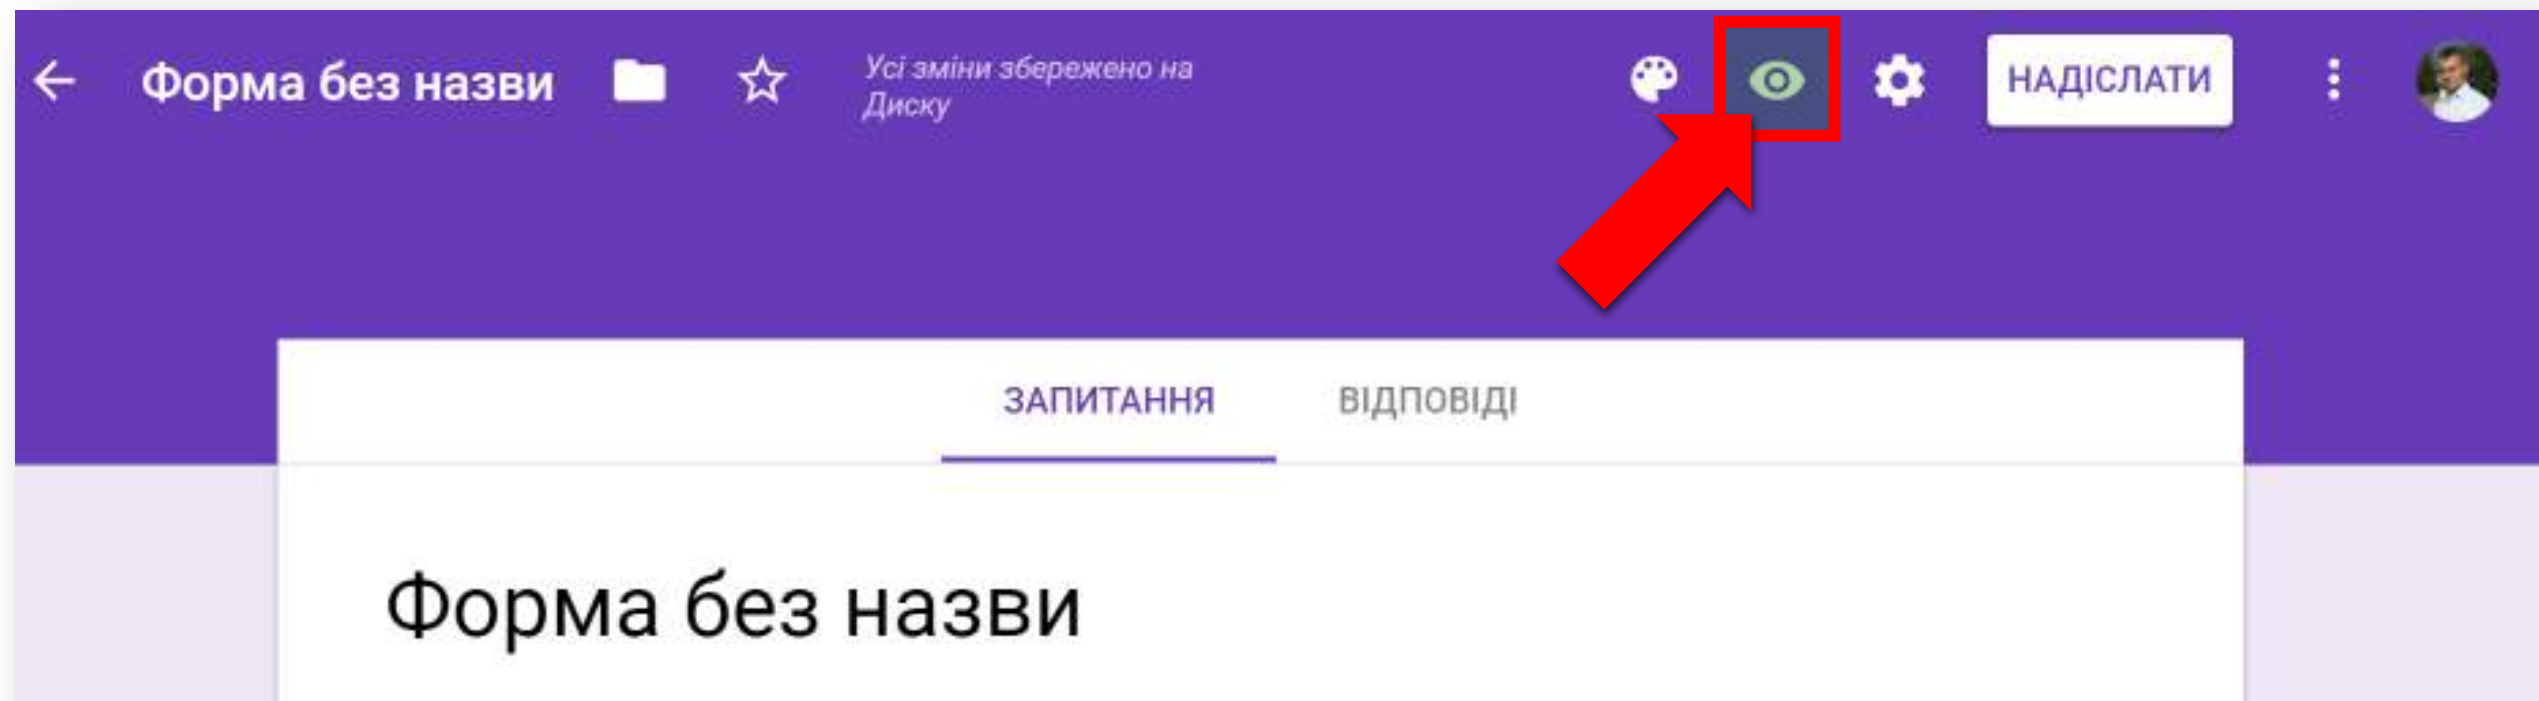 Форма без назви
Усі зміни збережено на
Диску
НАДІСЛАТИ
ЗАПИТАННЯ
ВІДПОВІДІ
Форма без назви